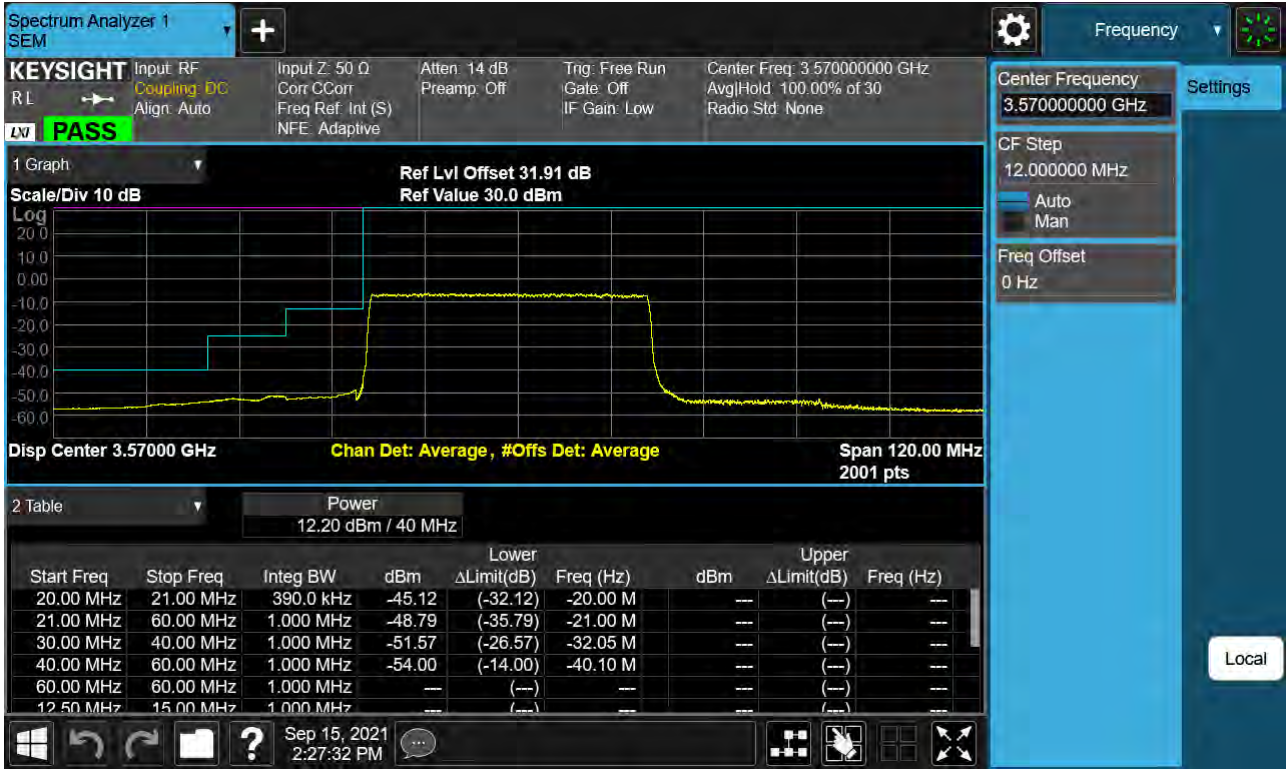 Spectrum Analyzer 1
SEM
+
Frequency
KEYSIGHT
R L
LXI
PASS
Input: RF
Coupling: DC
Align: Auto
Input Z: 50 Ω
Corr CCorr
Freq Ref: Int (S)
NFE: Adaptive
Atten: 14 dB
Preamp: Off
Trig: Free Run
Gate: Off
IF Gain: Low
Center Freq: 3.570000000 GHz
Avg|Hold: 100.00% of 30
Radio Std: None
Center Frequency
3.570000000 GHz
Settings
CF Step
12.000000 MHz
Auto
Man
Freq Offset
0 Hz
1 Graph
Scale/Div 10 dB
Ref Lvl Offset 31.91 dB
Ref Value 30.0 dBm
Log
20.0
10.0
0.00
-10.0
-20.0
-30.0
-40.0
-50.0
-60.0
Disp Center 3.57000 GHz
Chan Det: Average , #Offs Det: Average
Span 120.00 MHz
2001 pts
2 Table
Power
12.20 dBm / 40 MHz
Lower Upper
Start Freq Stop Freq Integ BW dBm ΔLimit(dB) Freq (Hz) dBm ΔLimit(dB) Freq (Hz)
20.00 MHz 21.00 MHz 390.0 kHz -45.12 (-32.12) -20.00 M --- (---) ---
21.00 MHz 60.00 MHz 1.000 MHz -48.79 (-35.79) -21.00 M --- (---) ---
30.00 MHz 40.00 MHz 1.000 MHz -51.57 (-26.57) -32.05 M --- (---) ---
40.00 MHz 60.00 MHz 1.000 MHz -54.00 (-14.00) -40.10 M --- (---) ---
60.00 MHz 60.00 MHz 1.000 MHz --- (---) --- --- (---) ---
12.50 MHz 15.00 MHz 1.000 MHz --- (---) --- --- (---) ---
Local
?
Sep 15, 2021
2:27:32 PM